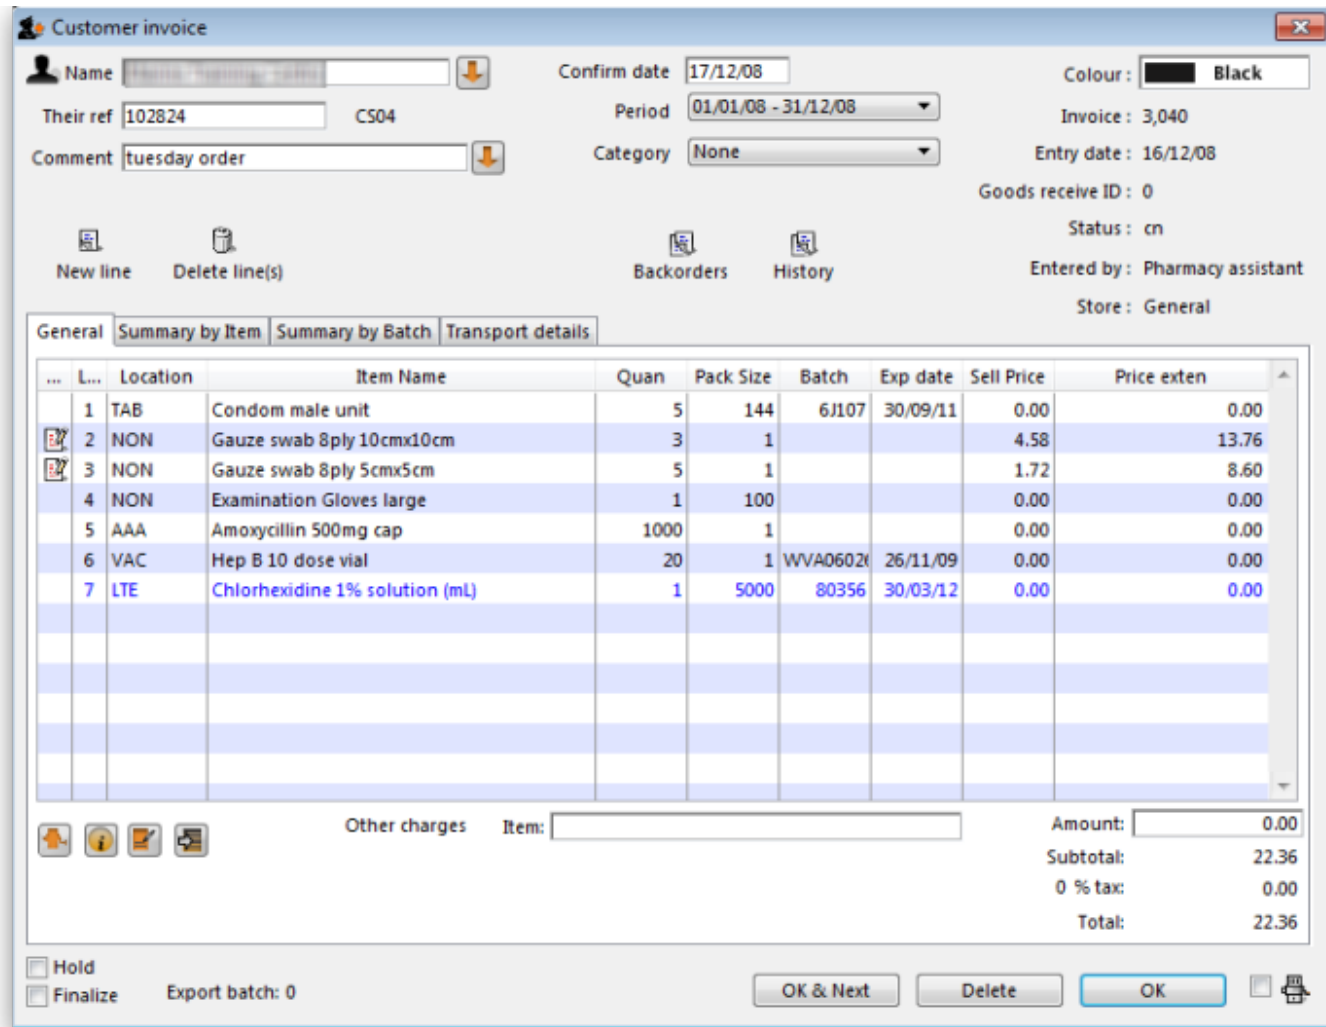 Customer invoice
Name
Confirm date 17/12/08
Colour : Black
Their ref 102824 CS04
Period 01/01/08 - 31/12/08
Invoice : 3,040
Comment tuesday order
Category None
Entry date : 16/12/08
Goods receive ID : 0
Status : cn
New line Delete line(s) Backorders History
Entered by : Pharmacy assistant
Store : General
General Summary by Item Summary by Batch Transport details
... L... Location Item Name Quan Pack Size Batch Exp date Sell Price Price exten
1 TAB Condom male unit 5 144 6J107 30/09/11 0.00 0.00
2 NON Gauze swab 8ply 10cmx10cm 3 1 4.58 13.76
3 NON Gauze swab 8ply 5cmx5cm 5 1 1.72 8.60
4 NON Examination Gloves large 1 100 0.00 0.00
5 AAA Amoxycillin 500mg cap 1000 1 0.00 0.00
6 VAC Hep B 10 dose vial 20 1 26/11/09 0.00 0.00
7 LTE Chlorhexidine 1% solution (mL) 1 5000 80356 30/03/12 0.00 0.00
Other charges Item: Amount: 0.00
Subtotal: 22.36
0 % tax: 0.00
Total: 22.36
Hold
Finalize Export batch: 0 OK & Next Delete OK